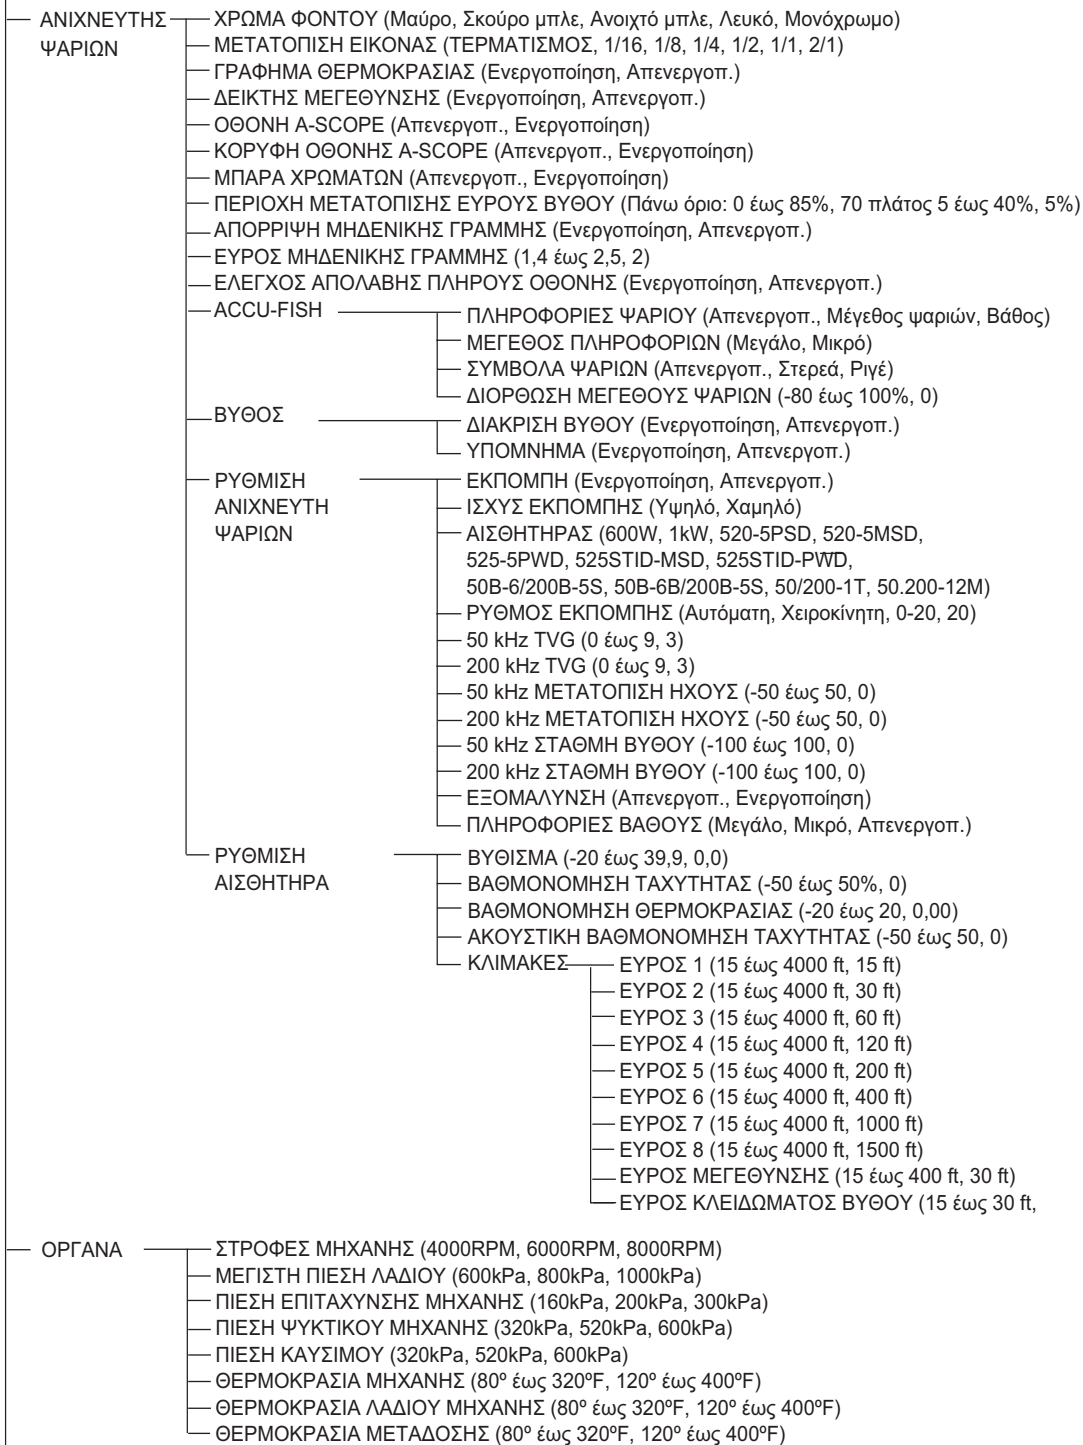 ΑΝΙΧΝΕΥΤΗΣ
ΨΑΡΙΩΝ
ΧΡΩΜΑ ΦΟΝΤΟΥ (Μαύρο, Σκούρο μπλε, Ανοιχτό μπλε, Λευκό, Μονόχρωμο)
ΜΕΤΑΤΟΠΙΣΗ ΕΙΚΟΝΑΣ (ΤΕΡΜΑΤΙΣΜΟΣ, 1/16, 1/8, 1/4, 1/2, 1/1, 2/1)
ΓΡΑΦΗΜΑ ΘΕΡΜΟΚΡΑΣΙΑΣ (Ενεργοποίηση, Απενεργοπ.)
ΔΕΙΚΤΗΣ ΜΕΓΕΘΥΝΣΗΣ (Ενεργοποίηση, Απενεργοπ.)
ΟΘΟΝΗ A-SCOPE (Απενεργοπ., Ενεργοποίηση)
ΚΟΡΥΦΗ ΟΘΟΝΗΣ A-SCOPE (Απενεργοπ., Ενεργοποίηση)
ΜΠΑΡΑ ΧΡΩΜΑΤΩΝ (Απενεργοπ., Ενεργοποίηση)
ΠΕΡΙΟΧΗ ΜΕΤΑΤΟΠΙΣΗΣ ΕΥΡΟΥΣ ΒΥΘΟΥ (Πάνω όριο: 0 έως 85%, 70 πλάτος 5 έως 40%, 5%)
ΑΠΟΡΡΙΨΗ ΜΗΔΕΝΙΚΗΣ ΓΡΑΜΜΗΣ (Ενεργοποίηση, Απενεργοπ.)
ΕΥΡΟΣ ΜΗΔΕΝΙΚΗΣ ΓΡΑΜΜΗΣ (1,4 έως 2,5, 2)
ΕΛΕΓΧΟΣ ΑΠΟΛΑΒΗΣ ΠΛΗΡΟΥΣ ΟΘΟΝΗΣ (Ενεργοποίηση, Απενεργοπ.)
ACCU-FISH
ΠΛΗΡΟΦΟΡΙΕΣ ΨΑΡΙΟΥ (Απενεργοπ., Μέγεθος ψαριών, Βάθος)
ΜΕΓΕΘΟΣ ΠΛΗΡΟΦΟΡΙΩΝ (Μεγάλο, Μικρό)
ΣΥΜΒΟΛΑ ΨΑΡΙΩΝ (Απενεργοπ., Στερεά, Ριγέ)
ΔΙΟΡΘΩΣΗ ΜΕΓΕΘΟΥΣ ΨΑΡΙΩΝ (-80 έως 100%, 0)
ΒΥΘΟΣ
ΔΙΑΚΡΙΣΗ ΒΥΘΟΥ (Ενεργοποίηση, Απενεργοπ.)
ΥΠΟΜΝΗΜΑ (Ενεργοποίηση, Απενεργοπ.)
ΡΥΘΜΙΣΗ
ΑΝΙΧΝΕΥΤΗ
ΨΑΡΙΩΝ
ΕΚΠΟΜΠΗ (Ενεργοποίηση, Απενεργοπ.)
ΙΣΧΥΣ ΕΚΠΟΜΠΗΣ (Υψηλό, Χαμηλό)
ΑΙΣΘΗΤΗΡΑΣ (600W, 1kW, 520-5PSD, 520-5MSD,
525-5PWD, 525STID-MSD, 525STID-PWD,
50B-6/200B-5S, 50B-6B/200B-5S, 50/200-1T, 50.200-12M)
ΡΥΘΜΟΣ ΕΚΠΟΜΠΗΣ (Αυτόματη, Χειροκίνητη, 0-20, 20)
50 kHz TVG (0 έως 9, 3)
200 kHz TVG (0 έως 9, 3)
50 kHz ΜΕΤΑΤΟΠΙΣΗ ΗΧΟΥΣ (-50 έως 50, 0)
200 kHz ΜΕΤΑΤΟΠΙΣΗ ΗΧΟΥΣ (-50 έως 50, 0)
50 kHz ΣΤΑΘΜΗ ΒΥΘΟΥ (-100 έως 100, 0)
200 kHz ΣΤΑΘΜΗ ΒΥΘΟΥ (-100 έως 100, 0)
ΕΞΟΜΑΛΥΝΣΗ (Απενεργοπ., Ενεργοποίηση)
ΠΛΗΡΟΦΟΡΙΕΣ ΒΑΘΟΥΣ (Μεγάλο, Μικρό, Απενεργοπ.)
ΡΥΘΜΙΣΗ
ΑΙΣΘΗΤΗΡΑ
ΒΥΘΙΣΜΑ (-20 έως 39,9, 0,0)
ΒΑΘΜΟΝΟΜΗΣΗ ΤΑΧΥΤΗΤΑΣ (-50 έως 50%, 0)
ΒΑΘΜΟΝΟΜΗΣΗ ΘΕΡΜΟΚΡΑΣΙΑΣ (-20 έως 20, 0,00)
ΑΚΟΥΣΤΙΚΗ ΒΑΘΜΟΝΟΜΗΣΗ ΤΑΧΥΤΗΤΑΣ (-50 έως 50, 0)
ΚΛΙΜΑΚΕΣ
ΕΥΡΟΣ 1 (15 έως 4000 ft, 15 ft)
ΕΥΡΟΣ 2 (15 έως 4000 ft, 30 ft)
ΕΥΡΟΣ 3 (15 έως 4000 ft, 60 ft)
ΕΥΡΟΣ 4 (15 έως 4000 ft, 120 ft)
ΕΥΡΟΣ 5 (15 έως 4000 ft, 200 ft)
ΕΥΡΟΣ 6 (15 έως 4000 ft, 400 ft)
ΕΥΡΟΣ 7 (15 έως 4000 ft, 1000 ft)
ΕΥΡΟΣ 8 (15 έως 4000 ft, 1500 ft)
ΕΥΡΟΣ ΜΕΓΕΘΥΝΣΗΣ (15 έως 400 ft, 30 ft)
ΕΥΡΟΣ ΚΛΕΙΔΩΜΑΤΟΣ ΒΥΘΟΥ (15 έως 30 ft,
ΟΡΓΑΝΑ
ΣΤΡΟΦΕΣ ΜΗΧΑΝΗΣ (4000RPM, 6000RPM, 8000RPM)
ΜΕΓΙΣΤΗ ΠΙΕΣΗ ΛΑΔΙΟΥ (600kPa, 800kPa, 1000kPa)
ΠΙΕΣΗ ΕΠΙΤΑΧΥΝΣΗΣ ΜΗΧΑΝΗΣ (160kPa, 200kPa, 300kPa)
ΠΙΕΣΗ ΨΥΚΤΙΚΟΥ ΜΗΧΑΝΗΣ (320kPa, 520kPa, 600kPa)
ΠΙΕΣΗ ΚΑΥΣΙΜΟΥ (320kPa, 520kPa, 600kPa)
ΘΕΡΜΟΚΡΑΣΙΑ ΜΗΧΑΝΗΣ (80º έως 320ºF, 120º έως 400ºF)
ΘΕΡΜΟΚΡΑΣΙΑ ΛΑΔΙΟΥ ΜΗΧΑΝΗΣ (80º έως 320ºF, 120º έως 400ºF)
ΘΕΡΜΟΚΡΑΣΙΑ ΜΕΤΑΔΟΣΗΣ (80º έως 320ºF, 120º έως 400ºF)